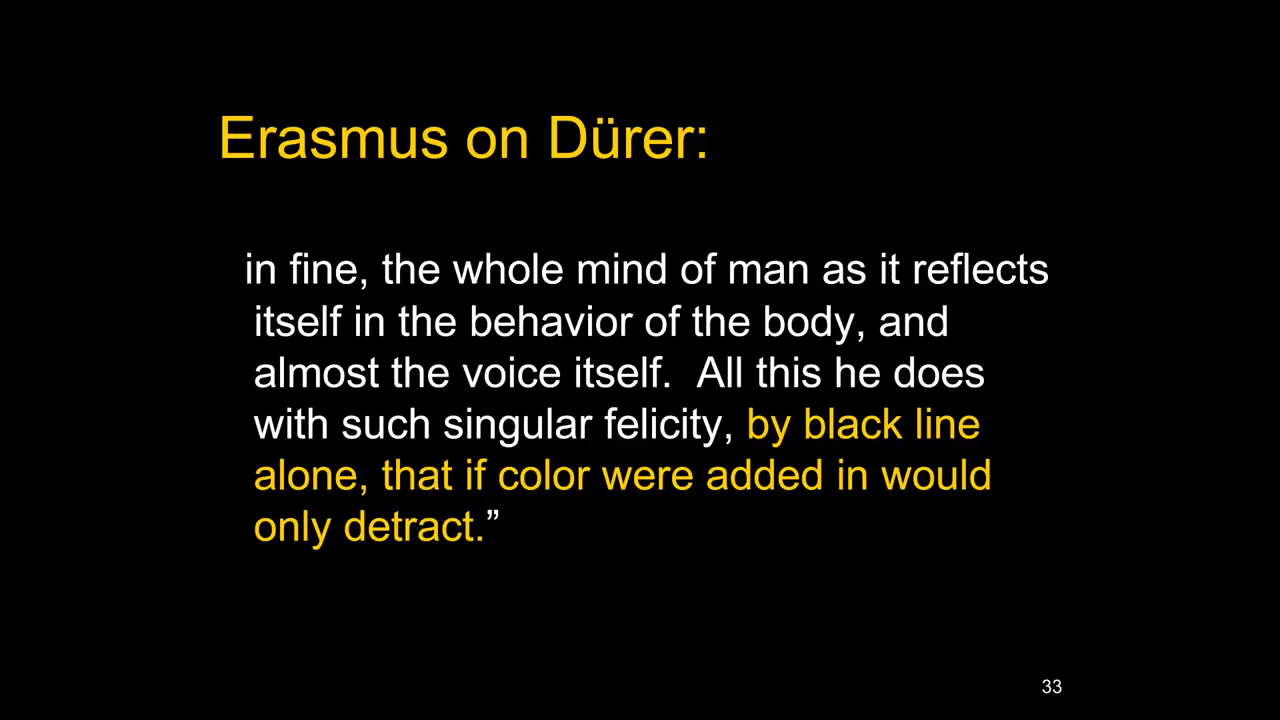 Erasmus on Dürer:
in fine, the whole mind of man as it reflects
itself in the behavior of the body, and
almost the voice itself.  All this he does
with such singular felicity, by black line
alone, that if color were added in would
only detract.”
33